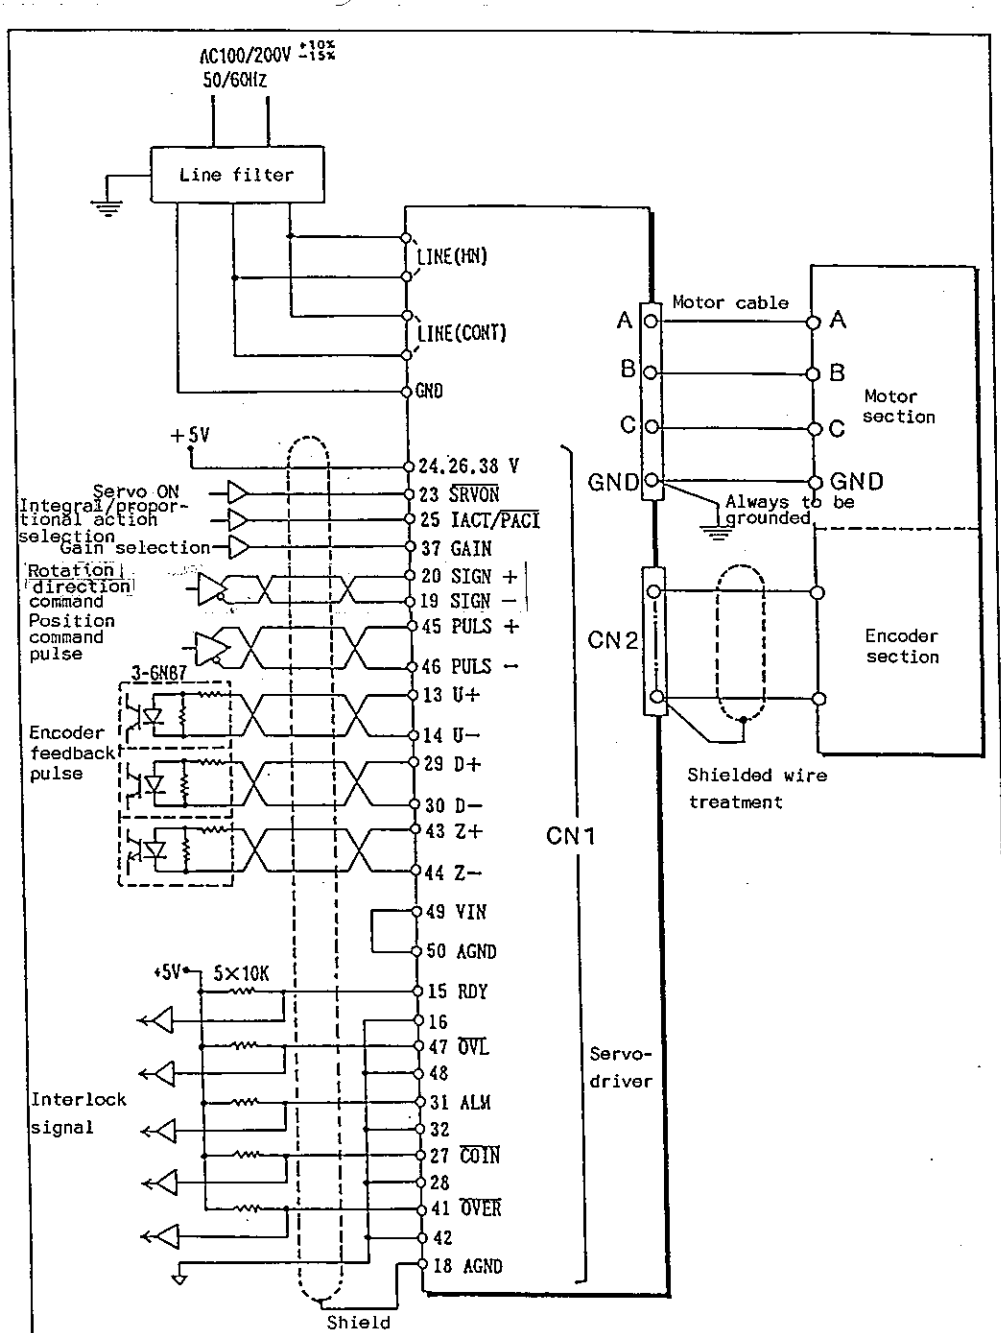 AC100/200V +10% -15%
50/60Hz
Line filter
LINE(MN)
LINE(CONT)
GND
+5V
24.26.38 V
Servo ON
23 SRVON
Integral/propor-
tional action
selection
25 IACT/PACI
Gain selection
37 GAIN
Rotation
direction
command
20 SIGN +
19 SIGN -
Position
command
pulse
45 PULS +
46 PULS -
3-6N87
13 U+
14 U-
Encoder
feedback
pulse
29 D+
30 D-
43 Z+
44 Z-
49 VIN
50 AGND
+5V
5×10K
15 RDY
16
47 OVL
48
Interlock
signal
31 ALM
32
27 COIN
28
41 OVER
42
18 AGND
Shield
CN1
Servo-
driver
Motor cable
A
A
B
B
C
C
GND
GND
Motor
section
Always to be
grounded
CN2
Encoder
section
Shielded wire
treatment